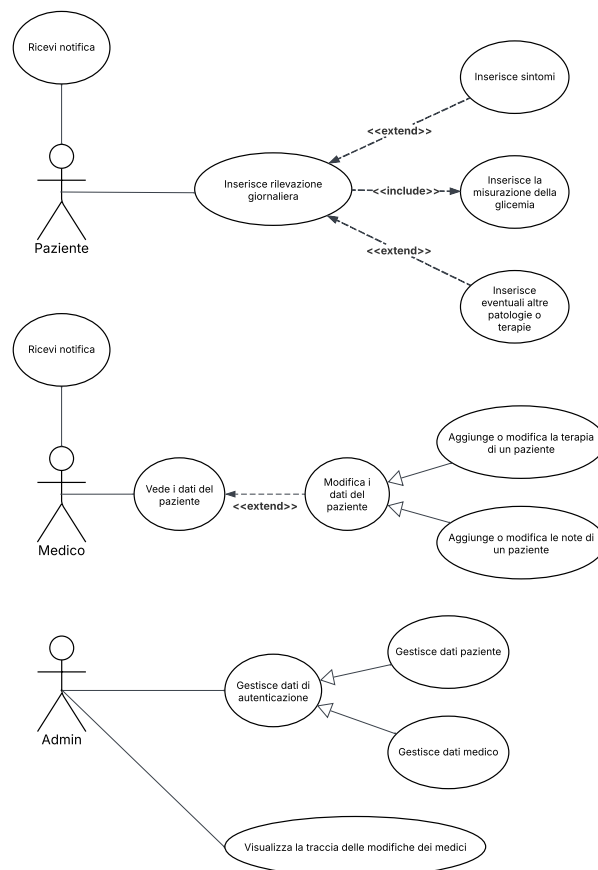 Ricevi notifica
Inserisce sintomi
<<extend>>
Inserisce rilevazione
giornaliera
<<include>>
Inserisce la
misurazione della
glicemia
Paziente
<<extend>>
Inserisce
eventuali altre
patologie o
terapie
Ricevi notifica
Aggiunge o modifica la terapia
di un paziente
Vede i dati del
paziente
<<extend>>
Modifica i
dati del
paziente
Medico
Aggiunge o modifica le note di
un paziente
Gestisce dati paziente
Gestisce dati di
autenticazione
Admin
Gestisce dati medico
Visualizza la traccia delle modifiche dei medici